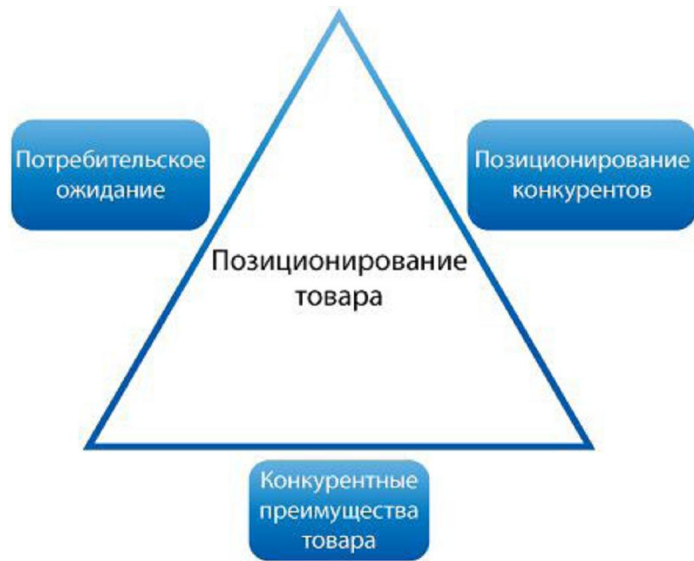 Потребительское
ожидание
Позиционирование
конкурентов
Позиционирование
товара
Конкурентные
преимущества
товара